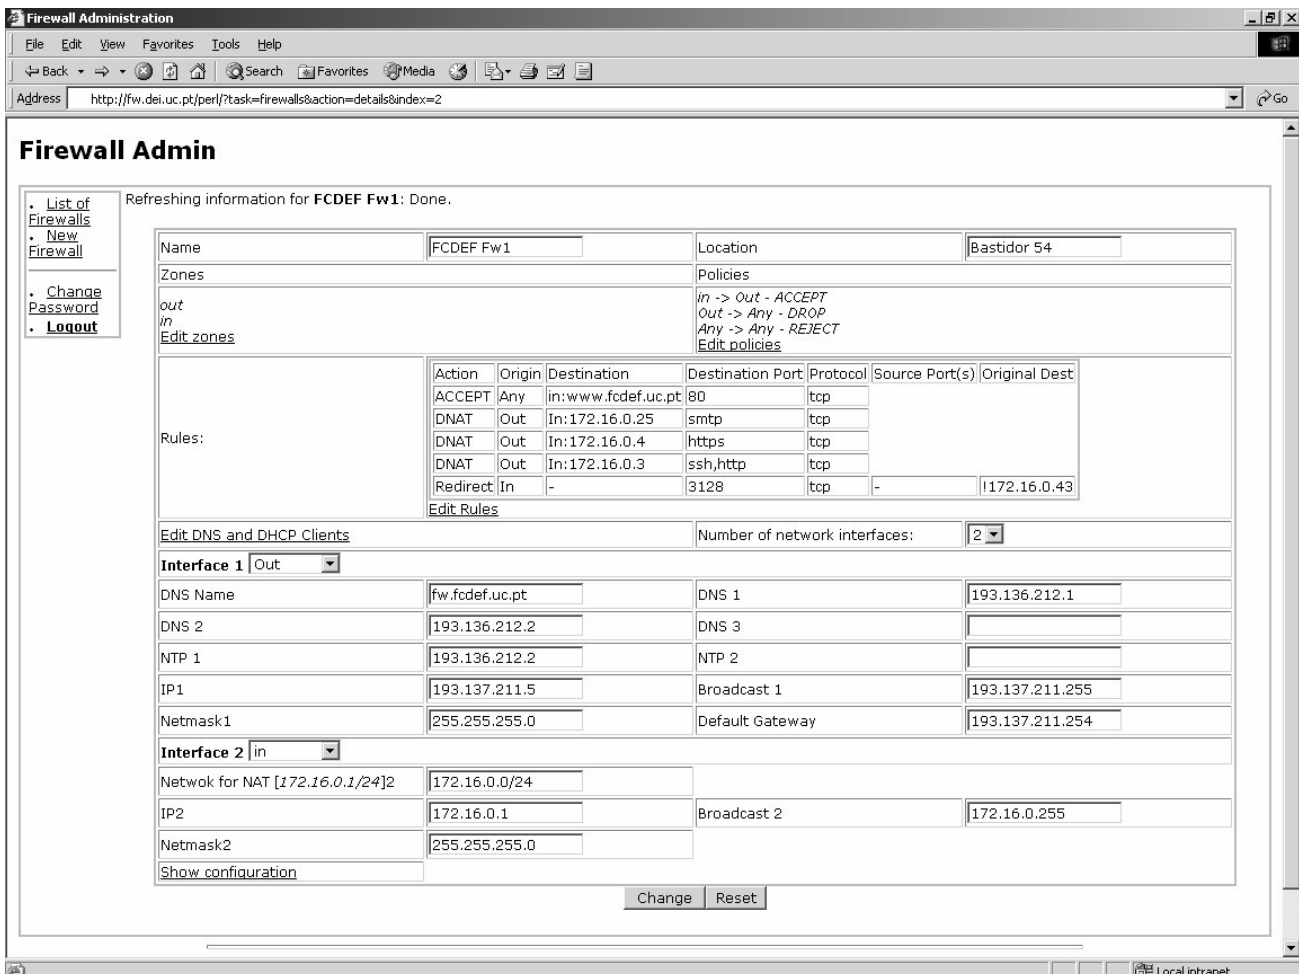 Firewall Administration
File Edit View Favorites Tools Help
Back Search Favorites Media
Address http://fw.dei.uc.pt/perl/?task=firewalls&action=details&index=2 Go
Firewall Admin
List of
Firewalls
New
Firewall
Change
Password
Logout
Refreshing information for FCDEF Fw1: Done.
Name FCDEF Fw1 Location Bastidor 54
Zones Policies
out
in
Edit zones
in -> Out - ACCEPT
Out -> Any - DROP
Any -> Any - REJECT
Edit policies
Rules:
Action Origin Destination Destination Port Protocol Source Port(s) Original Dest
ACCEPT Any in:www.fcdef.uc.pt 80 tcp
DNAT Out In:172.16.0.25 smtp tcp
DNAT Out In:172.16.0.4 https tcp
DNAT Out In:172.16.0.3 ssh,http tcp
Redirect In - 3128 tcp - !172.16.0.43
Edit Rules
Edit DNS and DHCP Clients Number of network interfaces: 2
Interface 1 Out
DNS Name fw.fcdef.uc.pt DNS 1 193.136.212.1
DNS 2 193.136.212.2 DNS 3
NTP 1 193.136.212.2 NTP 2
IP1 193.137.211.5 Broadcast 1 193.137.211.255
Netmask1 255.255.255.0 Default Gateway 193.137.211.254
Interface 2 in
Netwok for NAT [172.16.0.1/24]2 172.16.0.0/24
IP2 172.16.0.1 Broadcast 2 172.16.0.255
Netmask2 255.255.255.0
Show configuration
Change Reset
Local intranet